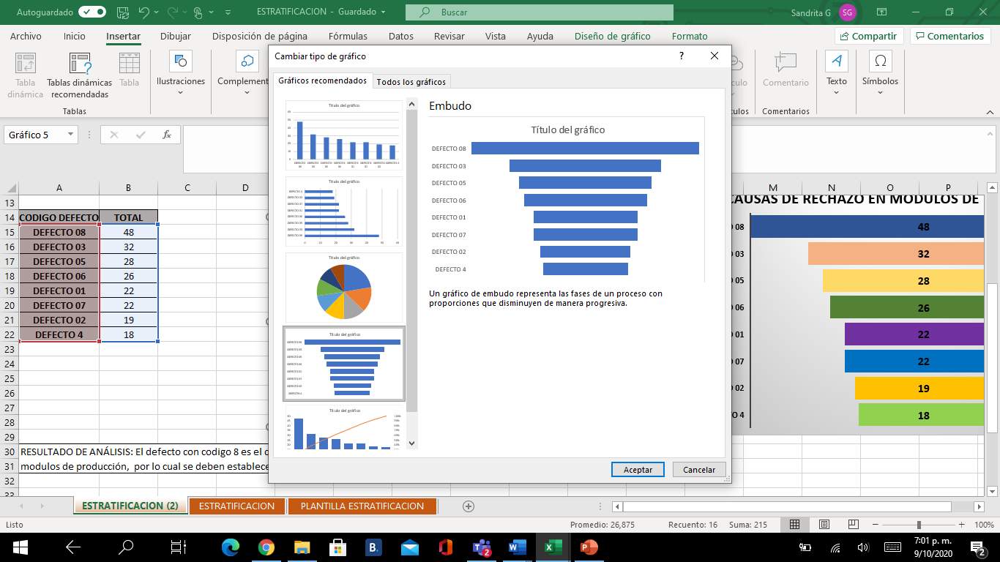 Autoguardado
ESTRATIFICACION - Guardado
Buscar
Sandrita G
SG
Archivo
Inicio
Insertar
Dibujar
Disposición de página
Fórmulas
Datos
Revisar
Vista
Ayuda
Diseño de gráfico
Formato
Compartir
Comentarios
Tabla dinámica
Tablas dinámicas recomendadas
Tabla
Ilustraciones
Complement
Comentario
Texto
Símbolos
Tablas
Comentarios
Gráfico 5
fx
Cambiar tipo de gráfico
?
Gráficos recomendados
Todos los gráficos
Título del gráfico
Título del gráfico
Título del gráfico
Título del gráfico
Título del gráfico
Embudo
Título del gráfico
DEFECTO 08
DEFECTO 03
DEFECTO 05
DEFECTO 06
DEFECTO 01
DEFECTO 07
DEFECTO 02
DEFECTO 4
Un gráfico de embudo representa las fases de un proceso con
proporciones que disminuyen de manera progresiva.
Aceptar
Cancelar
A B C D M N O P
13
14 CODIGO DEFECTO TOTAL
15 DEFECTO 08 48
16 DEFECTO 03 32
17 DEFECTO 05 28
18 DEFECTO 06 26
19 DEFECTO 01 22
20 DEFECTO 07 22
21 DEFECTO 02 19
22 DEFECTO 4 18
23
24
25
26
27
28
29
30 RESULTADO DE ANÁLISIS: El defecto con codigo 8 es el
31 modulos de producción, por lo cual se deben establece
32
33
CAUSAS DE RECHAZO EN MODULOS DE
08 48
03 32
05 28
06 26
01 22
07 22
02 19
O 4 18
ESTRATIFICACION (2)
ESTRATIFICACION
PLANTILLA ESTRATIFICACION
Listo
Promedio: 26,875
Recuento: 16
Suma: 215
100%
B.
2
7:01 p. m.
9/10/2020
2